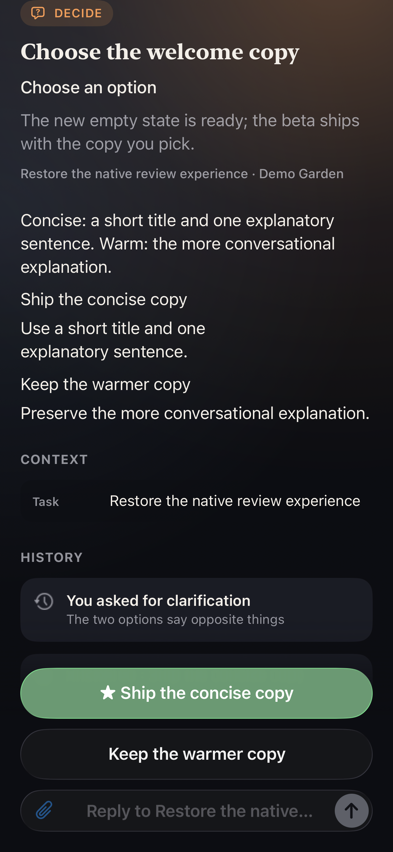 DECIDE
Choose the welcome copy
Choose an option
The new empty state is ready; the beta ships
with the copy you pick.
Restore the native review experience · Demo Garden
Concise: a short title and one explanatory
sentence. Warm: the more conversational
explanation.
Ship the concise copy
Use a short title and one
explanatory sentence.
Keep the warmer copy
Preserve the more conversational explanation.
CONTEXT
Task Restore the native review experience
HISTORY
You asked for clarification
The two options say opposite things
★ Ship the concise copy
Keep the warmer copy
Reply to Restore the native...